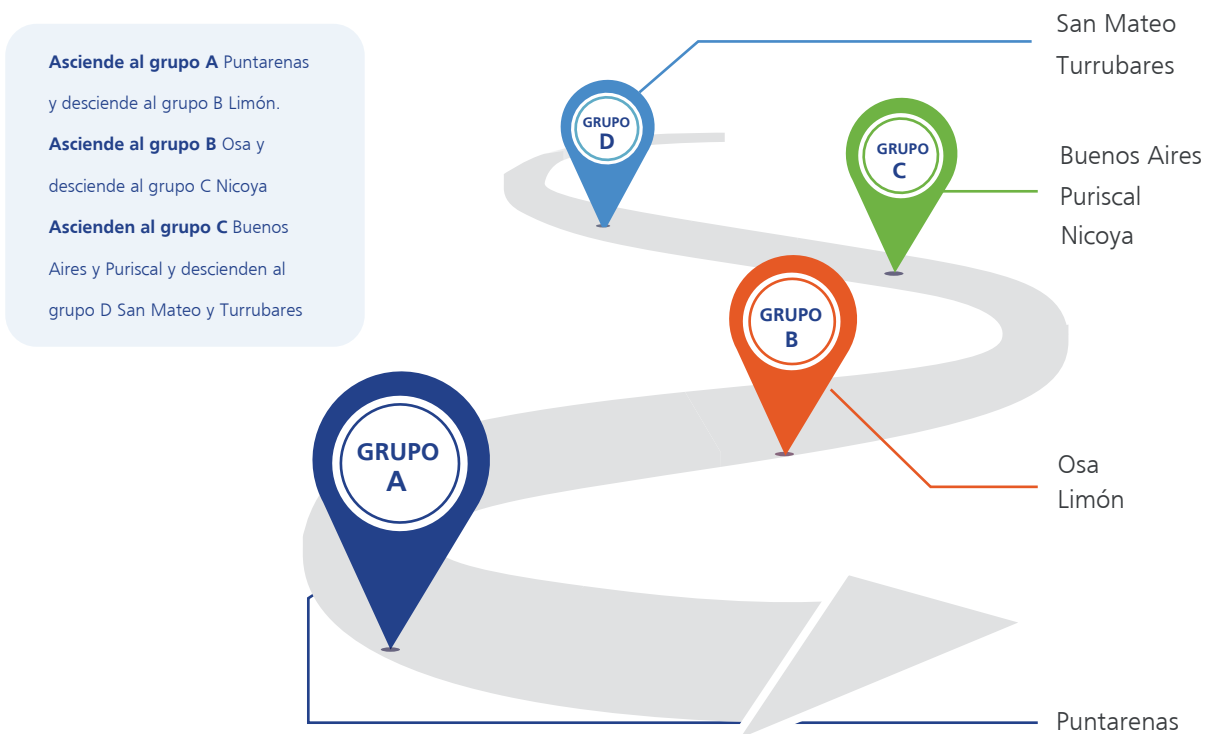 Asciende al grupo A Puntarenas
y desciende al grupo B Limón.
Asciende al grupo B Osa y
desciende al grupo C Nicoya
Ascienden al grupo C Buenos
Aires y Puriscal y descienden al
grupo D San Mateo y Turrubares
San Mateo
Turrubares
GRUPO
D
GRUPO
C
Buenos Aires
Puriscal
Nicoya
GRUPO
B
Osa
Limón
GRUPO
A
Puntarenas